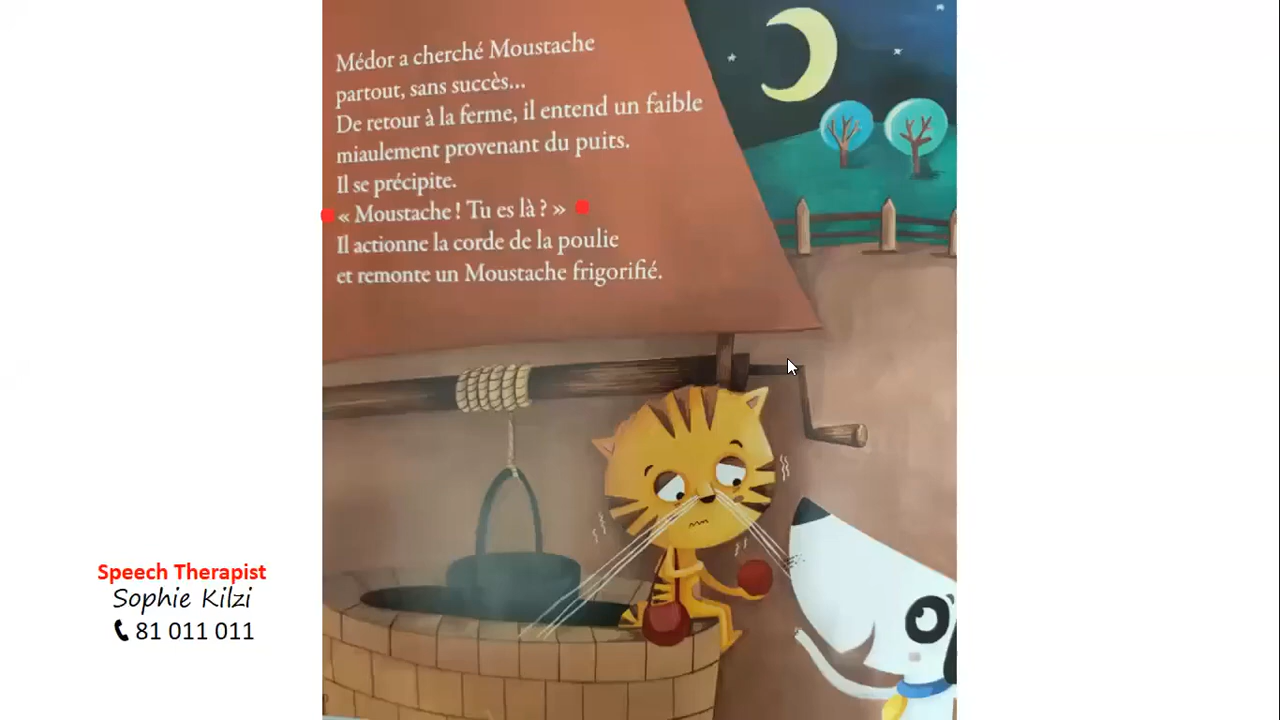 Médor a cherché Moustache
partout, sans succès...
De retour à la ferme, il entend un faible
miaulement provenant du puits.
Il se précipite.
« Moustache ! Tu es là ? »
Il actionne la corde de la poulie
et remonte un Moustache frigorifié.
Speech Therapist
Sophie Kilzi
81 011 011